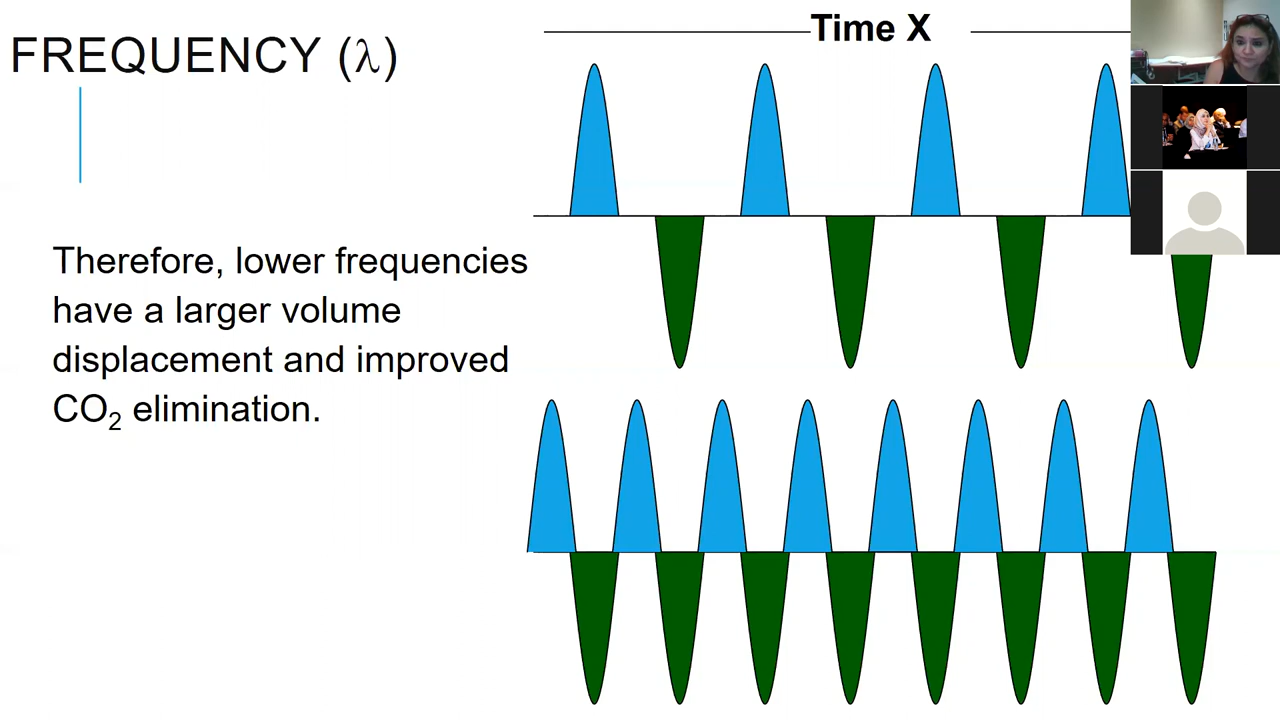 FREQUENCY (λ)
Time X
Therefore, lower frequencies
have a larger volume
displacement and improved
CO₂ elimination.